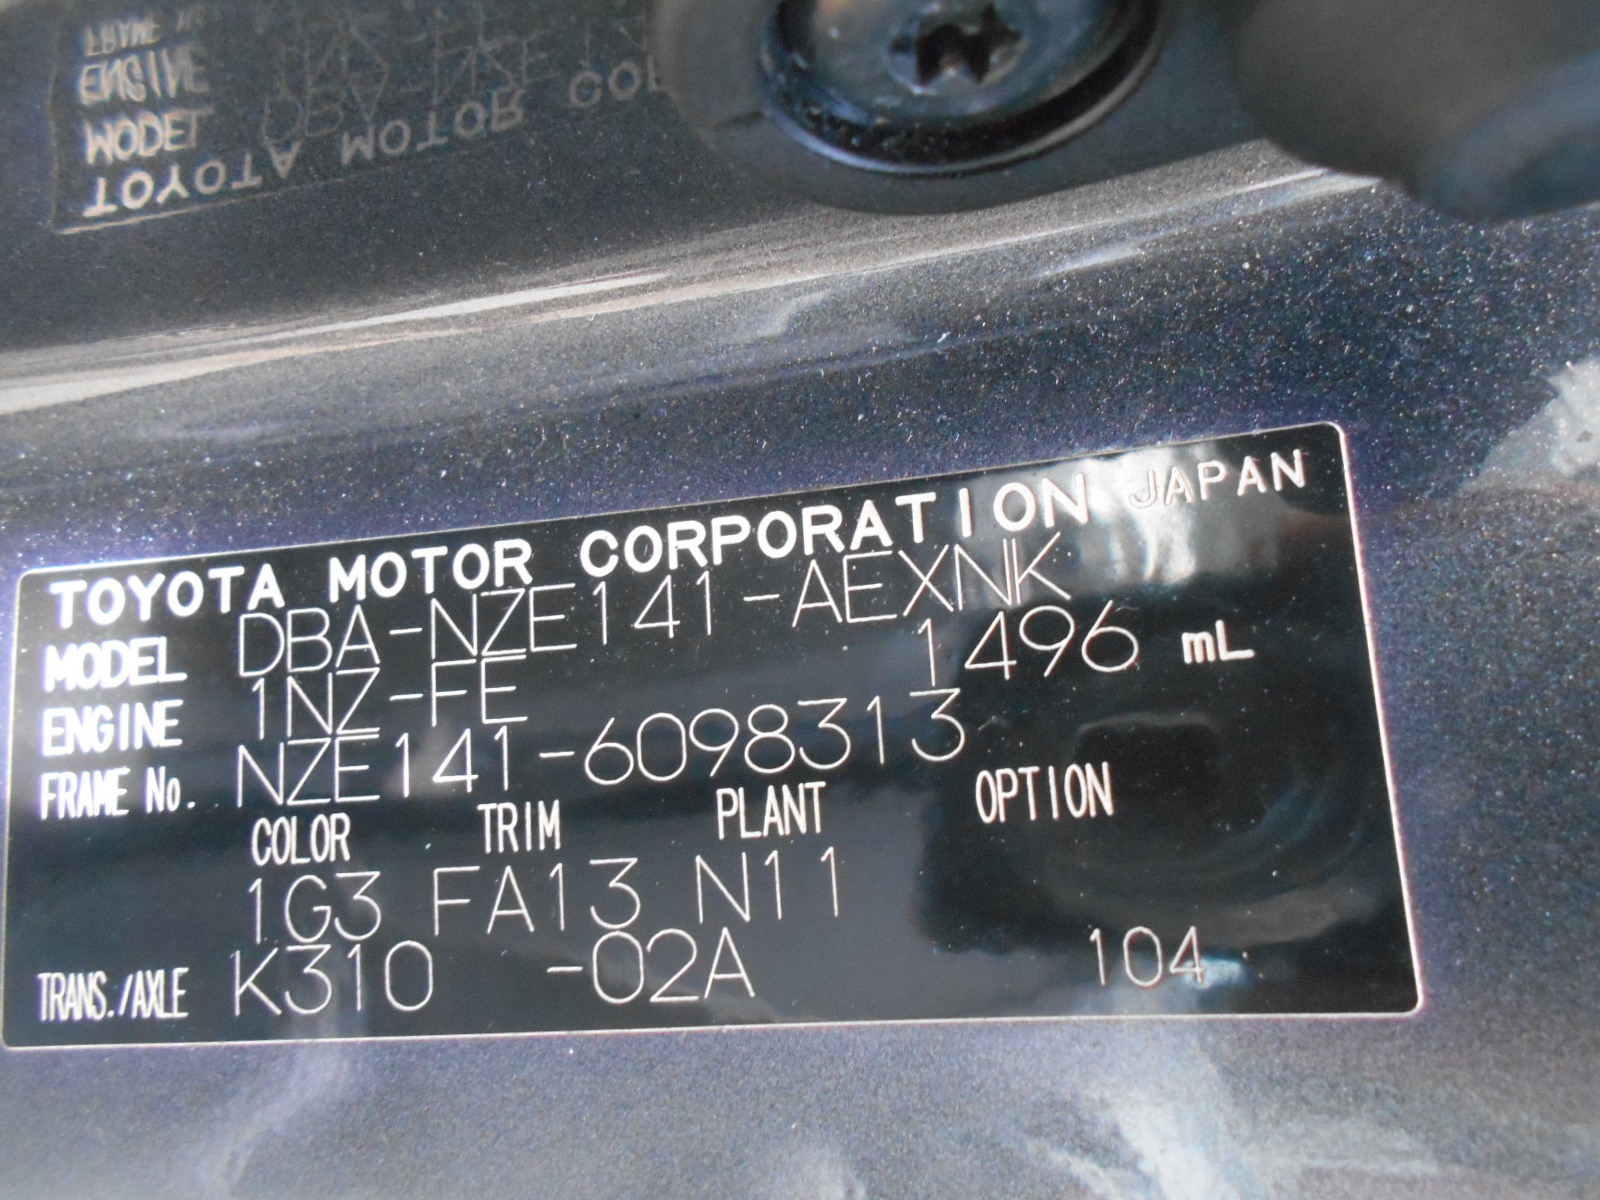 TOYOTA MOTOR CORPORATION JAPAN
MODEL DBA-NZE141-AEXNK
ENGINE 1NZ-FE 1496 mL
FRAME No. NZE141-6098313
COLOR TRIM PLANT OPTION
1G3 FA13 N11
TRANS./AXLE K310 -02A 104